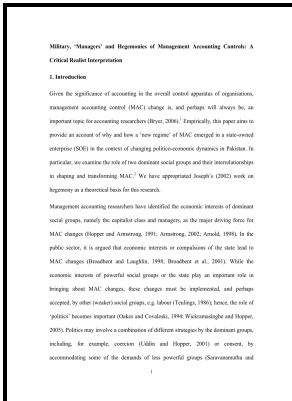 Military, ‘Managers’ and Hegemonies of Management Accounting Controls: A
Critical Realist Interpretation
1. Introduction
Given the significance of accounting in the overall control apparatus of organisations,
management accounting control (MAC) change is, and perhaps will always be, an
important topic for accounting researchers (Bryer, 2006).1 Empirically, this paper aims to
provide an account of why and how a ‘new regime’ of MAC emerged in a state-owned
enterprise (SOE) in the context of changing politico-economic dynamics in Pakistan. In
particular, we examine the role of two dominant social groups and their interrelationships
in shaping and transforming MAC.2 We have appropriated Joseph’s (2002) work on
hegemony as a theoretical basis for this research.
Management accounting researchers have identified the economic interests of dominant
social groups, namely the capitalist class and managers, as the major driving force for
MAC changes (Hopper and Armstrong, 1991; Armstrong, 2002; Arnold, 1998). In the
public sector, it is argued that economic interests or compulsions of the state lead to
MAC changes (Broadbent and Laughlin, 1998; Broadbent et al., 2001). While the
economic interests of powerful social groups or the state play an important role in
bringing about MAC changes, these changes must be implemented, and perhaps
accepted, by other (weaker) social groups, e.g. labour (Teulings, 1986); hence, the role of
‘politics’ becomes important (Oakes and Covaleski, 1994; Wickramasinghe and Hopper,
2005). Politics may involve a combination of different strategies by the dominant groups,
including, for example, coercion (Uddin and Hopper, 2001) or consent, by
accommodating some of the demands of less powerful groups (Saravanamuthu and
1